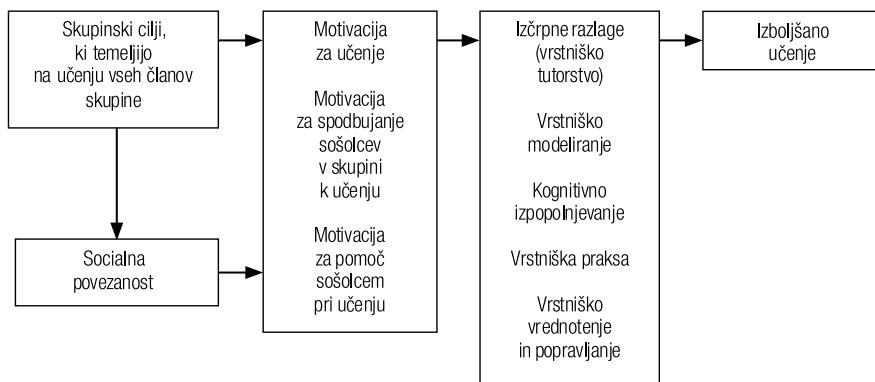 Skupinski cilji,
ki temeljijo
na učenju vseh članov
skupine
Socialna
povezanost
Motivacija
za učenje
Motivacija
za spodbujanje
sošolcev
v skupini
k učenju
Motivacija
za pomoč
sošolcem
pri učenju
Izčrpne razlage
(vrstniško
tutorstvo)
Vrstniško
modeliranje
Kognitivno
izpopolnjevanje
Vrstniška praksa
Vrstniško
vrednotenje
in popravljanje
Izboljšano
učenje